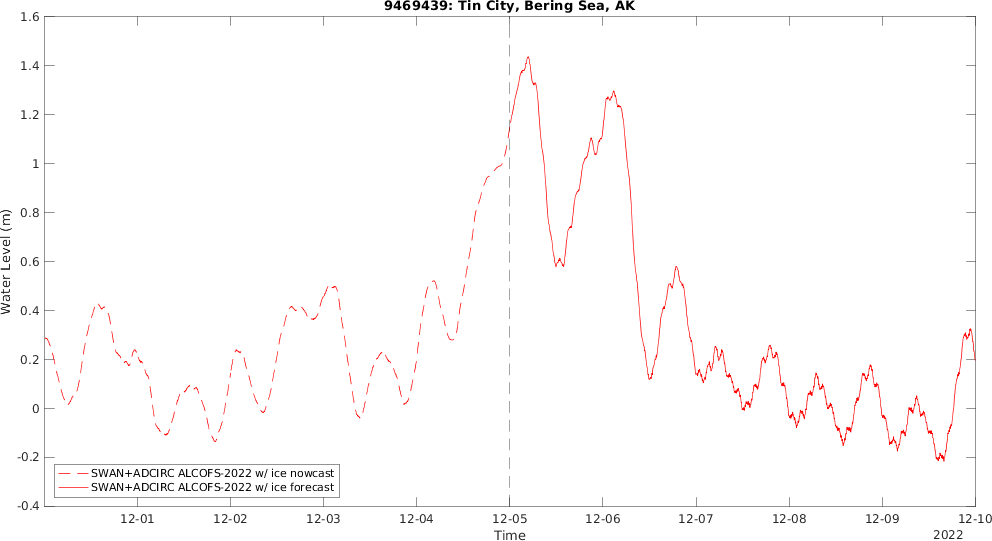 9469439: Tin City, Bering Sea, AK
1.6
1.4
1.2
1
0.8
0.6
0.4
0.2
0
-0.2
-0.4
Water Level (m)
SWAN+ADCIRC ALCOFS-2022 w/ ice nowcast
SWAN+ADCIRC ALCOFS-2022 w/ ice forecast
12-01 12-02 12-03 12-04 12-05 12-06 12-07 12-08 12-09 12-10
Time
2022